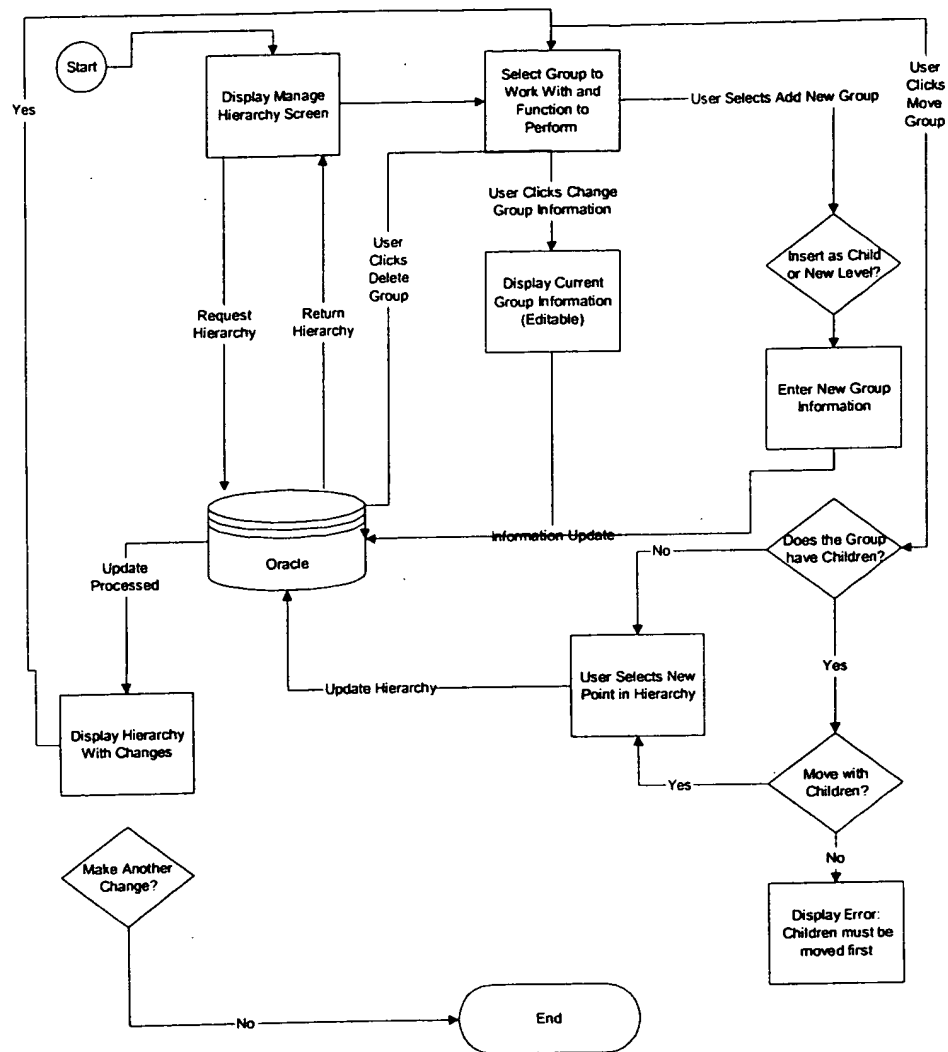 Start
Yes
Display Manage
Hierarchy Screen
Select Group to
Work With and
Function to
Perform
User Selects Add New Group
User
Clicks
Move
Group
User Clicks Change
Group Information
User
Clicks
Delete
Group
Insert as Child
or New Level?
Display Current
Group Information
(Editable)
Request
Hierarchy
Return
Hierarchy
Enter New Group
Information
Information Update
Does the Group
have Children?
No
Oracle
Update
Processed
Yes
User Selects New
Point in Hierarchy
Update Hierarchy
Display Hierarchy
With Changes
Move with
Children?
Yes
No
Make Another
Change?
Display Error:
Children must be
moved first
No
End